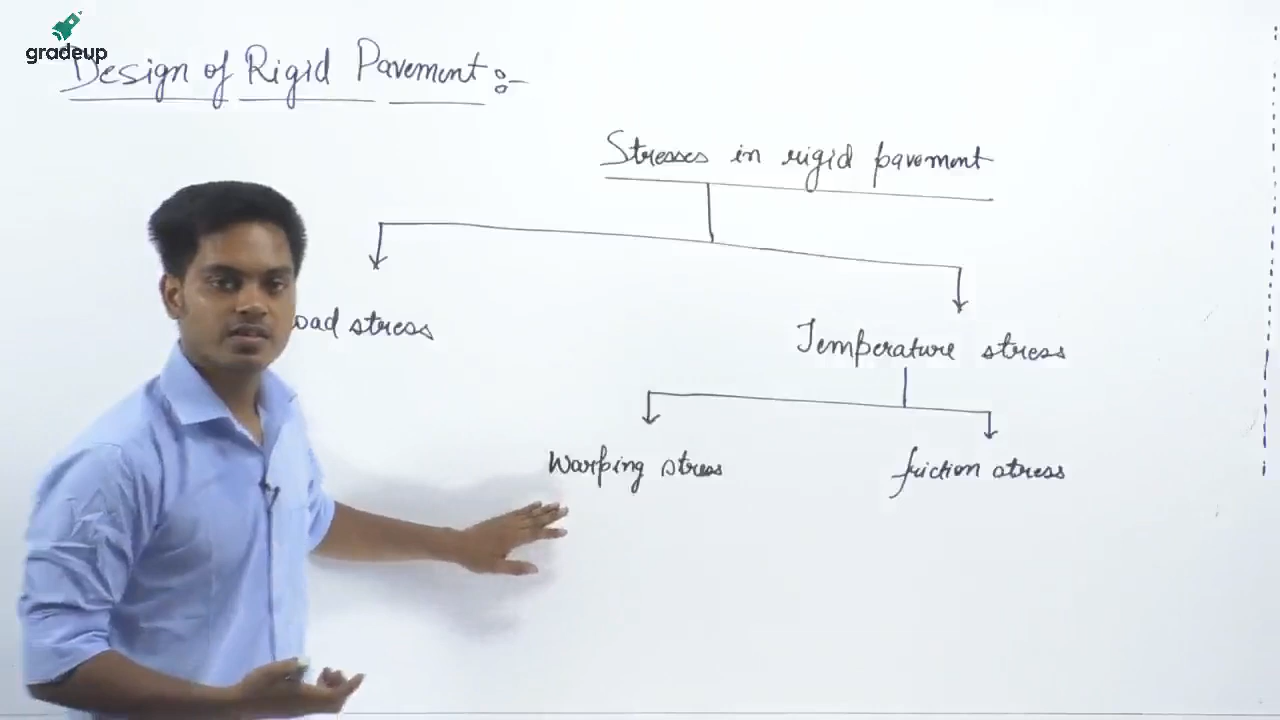 gradeup
Design of Rigid Pavement :-
Stresses in rigid pavement
oad stress
Temperature stress
Warping stress
friction stress